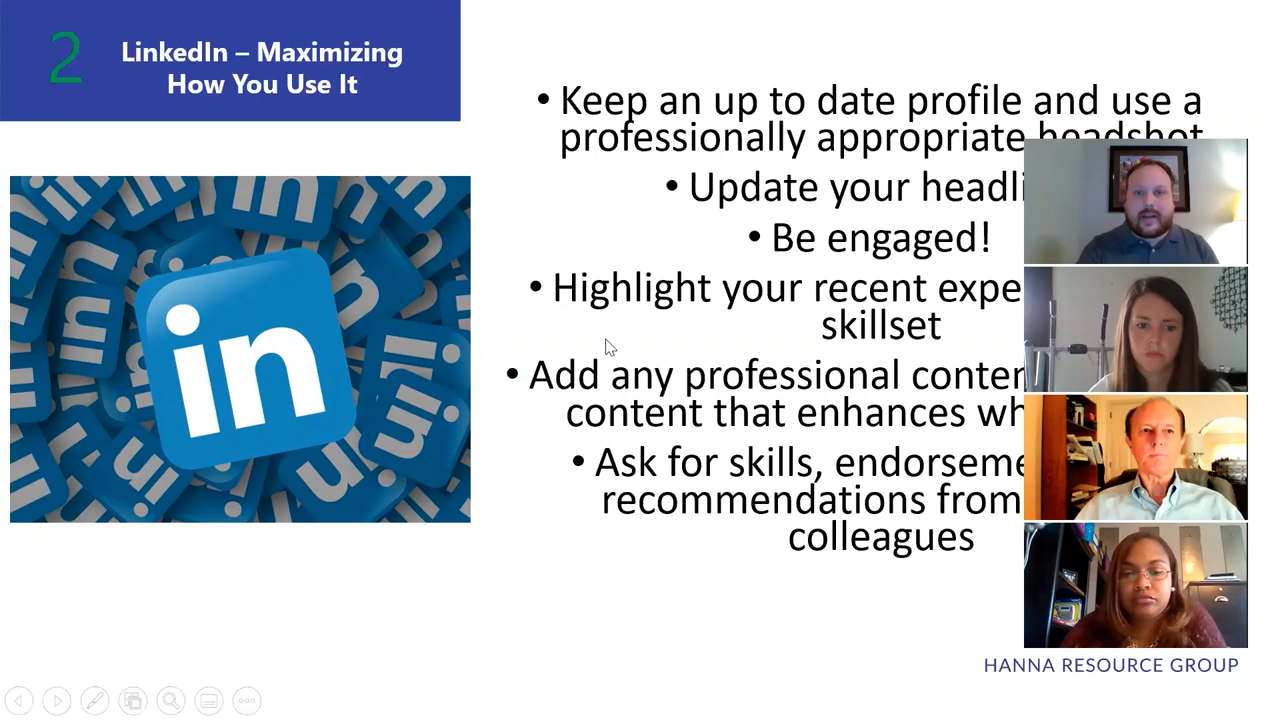 2
LinkedIn – Maximizing
How You Use It
• Keep an up to date profile and use a
professionally appropriate headshot
• Update your
• Be engaged!
• Highlight your recent
skillset
• Add any professional
content that enhances
• Ask for skills,
recommendations from
colleagues
in
HANNA RESOURCE GROUP